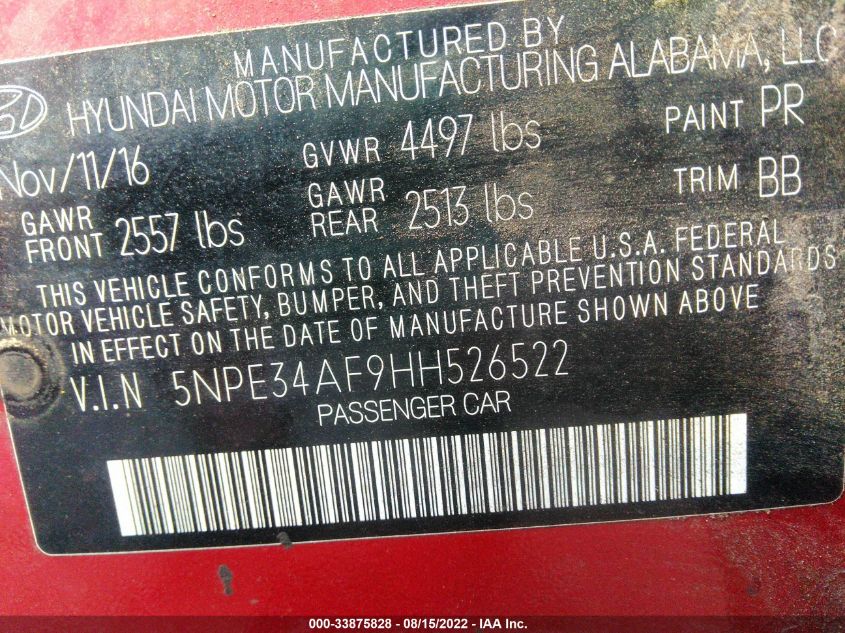 MANUFACTURED BY
HYUNDAI MOTOR MANUFACTURING ALABAMA, LLC
Nov/11/16 GVWR 4497 lbs PAINT PR
GAWR FRONT 2557 lbs GAWR REAR 2513 lbs TRIM BB
THIS VEHICLE CONFORMS TO ALL APPLICABLE U.S.A. FEDERAL
MOTOR VEHICLE SAFETY, BUMPER, AND THEFT PREVENTION STANDARDS
IN EFFECT ON THE DATE OF MANUFACTURE SHOWN ABOVE
V.I.N 5NPE34AF9HH526522
PASSENGER CAR
000-33875828 - 08/15/2022 - IAA Inc.